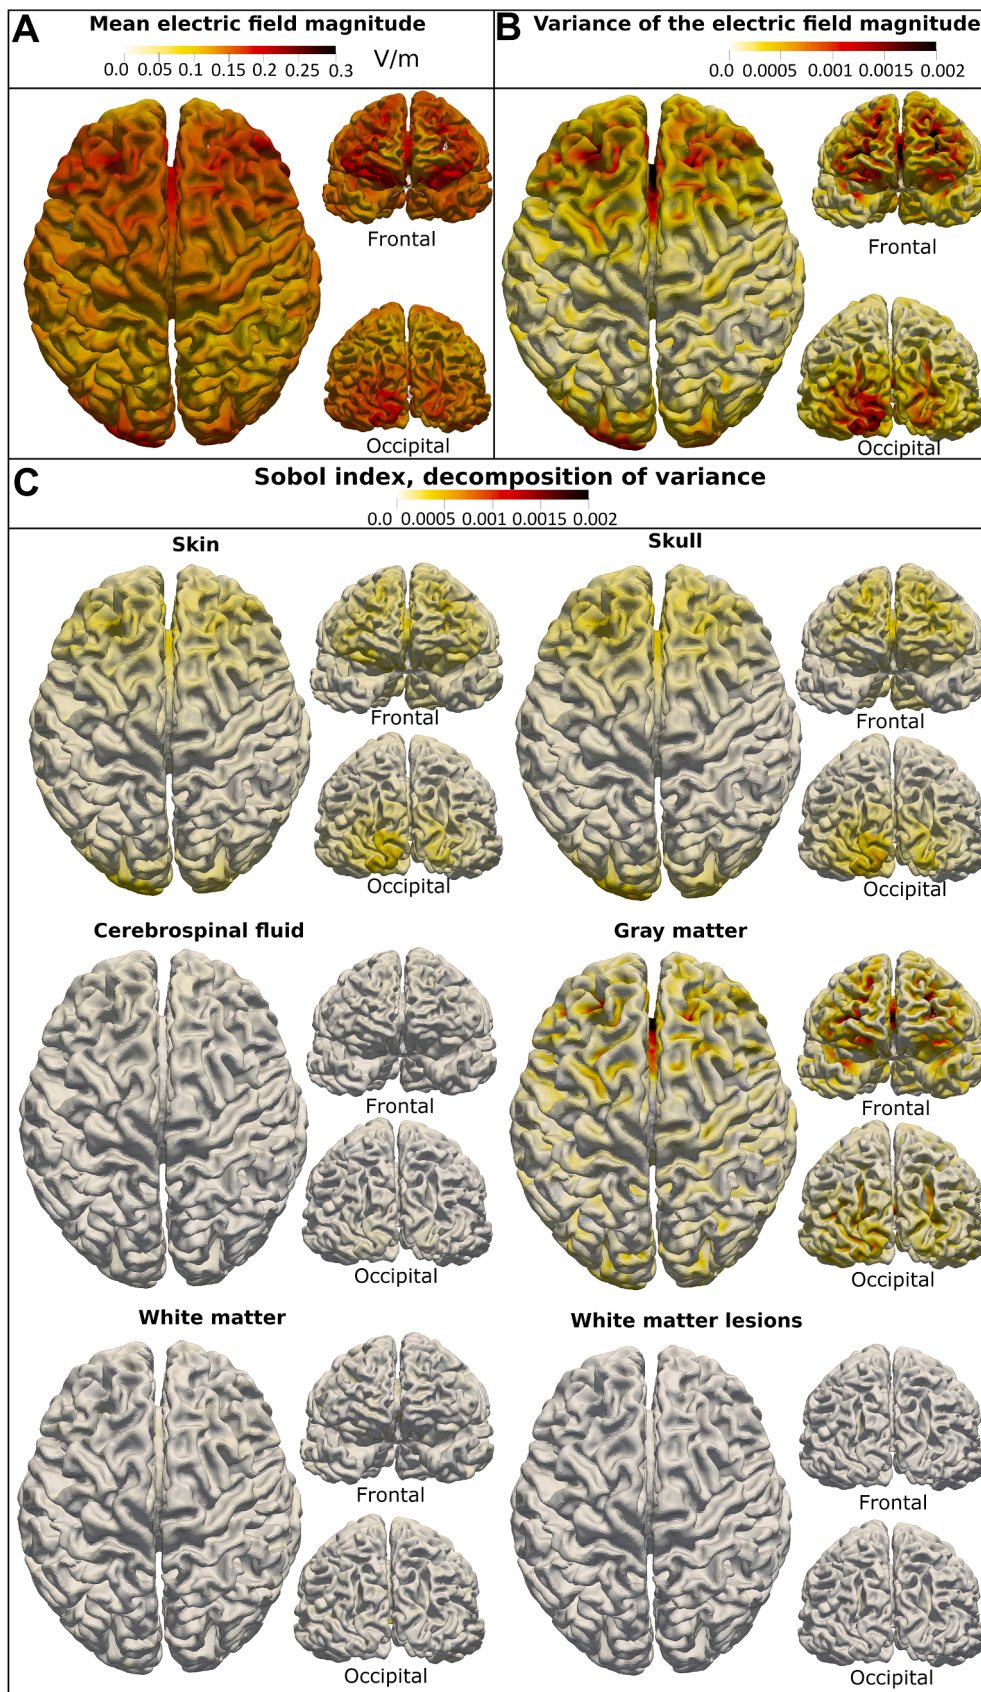 A Mean electric field magnitude
0.0 0.05 0.1 0.15 0.2 0.25 0.3 V/m
Frontal
Occipital
B Variance of the electric field magnitude
0.0 0.0005 0.001 0.0015 0.002
Frontal
Occipital
C Sobol index, decomposition of variance
0.0 0.0005 0.001 0.0015 0.002
Skin
Frontal
Occipital
Skull
Frontal
Occipital
Cerebrospinal fluid
Frontal
Occipital
Gray matter
Frontal
Occipital
White matter
Frontal
Occipital
White matter lesions
Frontal
Occipital